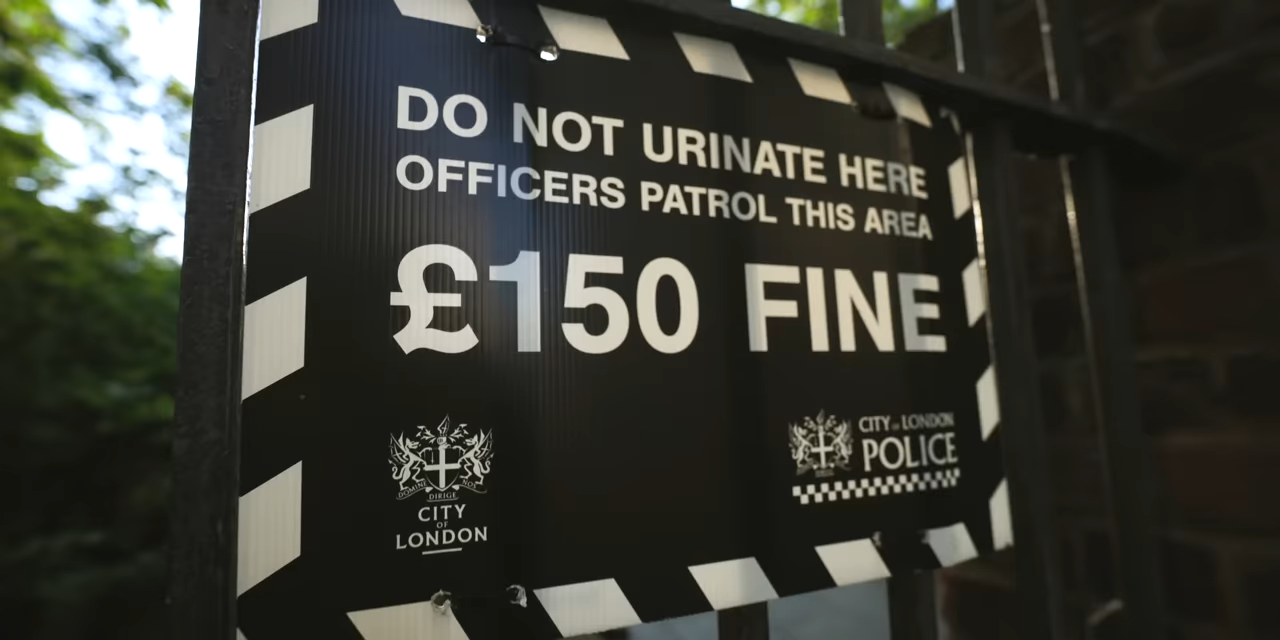 DO NOT URINATE HERE
OFFICERS PATROL THIS AREA
£150 FINE
DOMINE DIRIGE NOS
CITY
OF
LONDON
CITY OF LONDON
POLICE